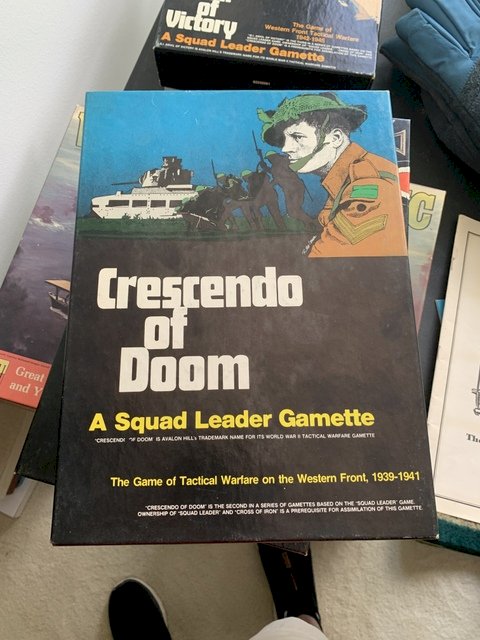 of
Victory
The Game of
Western Front Tactical Warfare
1942-1945
A Squad Leader Gamette
Crescendo
of
Doom
A Squad Leader Gamette
"CRESCENDO OF DOOM" IS AVALON HILL's TRADEMARK NAME FOR ITS WORLD WAR II TACTICAL WARFARE GAMETTE
The Game of Tactical Warfare on the Western Front, 1939-1941
"CRESCENDO OF DOOM" IS THE SECOND IN A SERIES OF GAMETTES BASED ON THE "SQUAD LEADER" GAME.
OWNERSHIP OF "SQUAD LEADER" AND "CROSS OF IRON" IS A PREREQUISITE FOR ASSIMILATION OF THIS GAMETTE.
Great
and Y
C